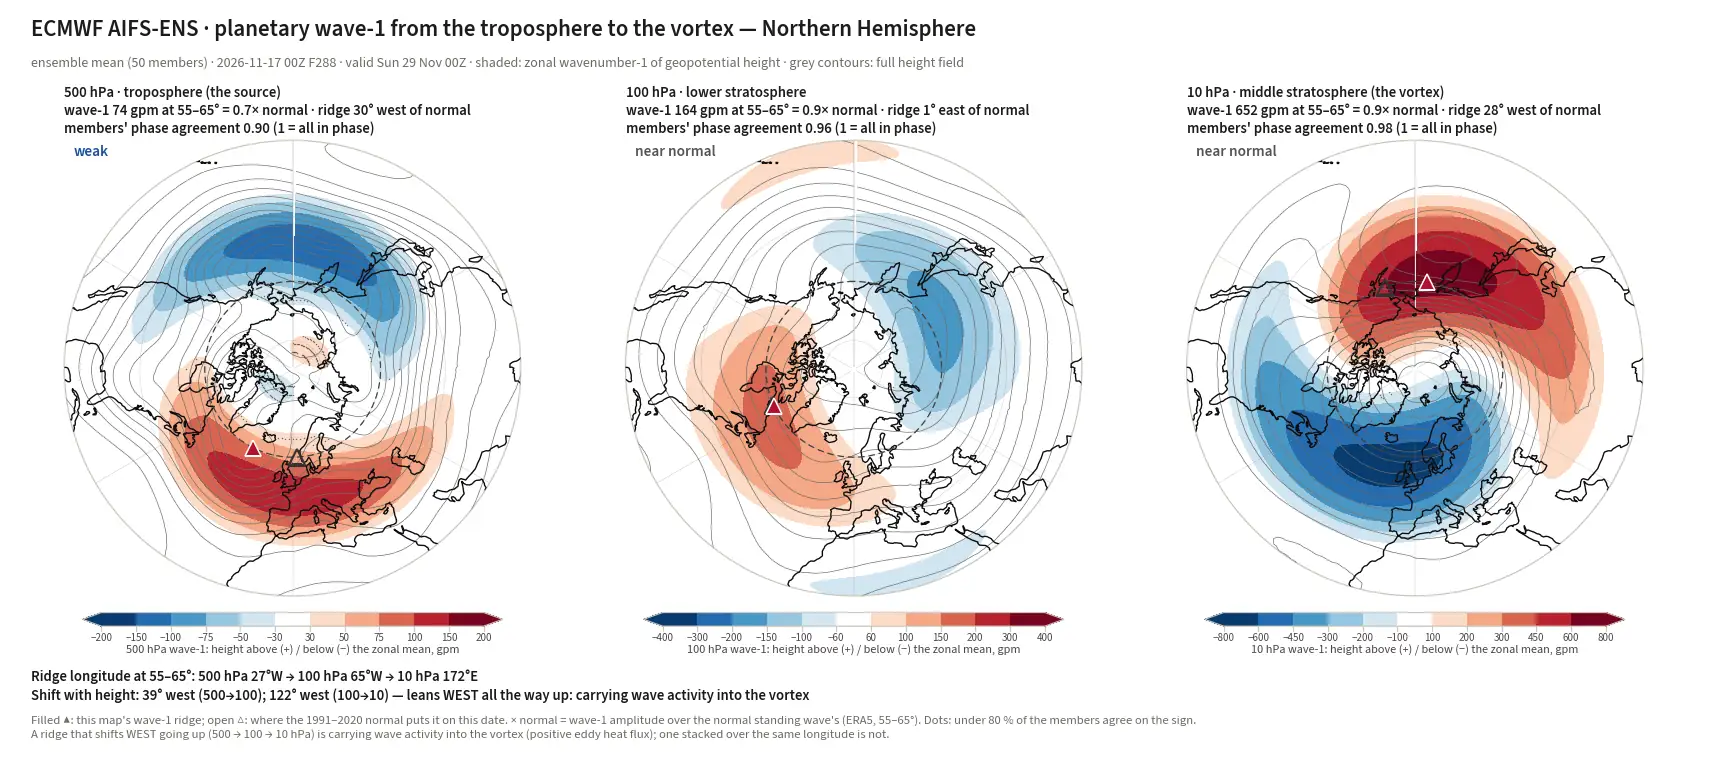 ECMWF AIFS-ENS · planetary wave-1 from the troposphere to the vortex — Northern Hemisphere
ensemble mean (50 members) · 2026-11-17 00Z F288 · valid Sun 29 Nov 00Z · shaded: zonal wavenumber-1 of geopotential height · grey contours: full height field
500 hPa · troposphere (the source)
wave-1 74 gpm at 55–65° = 0.7× normal · ridge 30° west of normal
members' phase agreement 0.90 (1 = all in phase)
weak
100 hPa · lower stratosphere
wave-1 164 gpm at 55–65° = 0.9× normal · ridge 1° east of normal
members' phase agreement 0.96 (1 = all in phase)
near normal
10 hPa · middle stratosphere (the vortex)
wave-1 652 gpm at 55–65° = 0.9× normal · ridge 28° west of normal
members' phase agreement 0.98 (1 = all in phase)
near normal
−200 −150 −100 −75 −50 −30 30 50 75 100 150 200
500 hPa wave-1: height above (+) / below (−) the zonal mean, gpm
−400 −300 −200 −150 −100 −60 60 100 150 200 300 400
100 hPa wave-1: height above (+) / below (−) the zonal mean, gpm
−800 −600 −450 −300 −200 −100 100 200 300 450 600 800
10 hPa wave-1: height above (+) / below (−) the zonal mean, gpm
Ridge longitude at 55–65°: 500 hPa 27°W → 100 hPa 65°W → 10 hPa 172°E
Shift with height: 39° west (500→100); 122° west (100→10) — leans WEST all the way up: carrying wave activity into the vortex
Filled ▲: this map's wave-1 ridge; open △: where the 1991–2020 normal puts it on this date. × normal = wave-1 amplitude over the normal standing wave's (ERA5, 55–65°). Dots: under 80 % of the members agree on the sign.
A ridge that shifts WEST going up (500 → 100 → 10 hPa) is carrying wave activity into the vortex (positive eddy heat flux); one stacked over the same longitude is not.